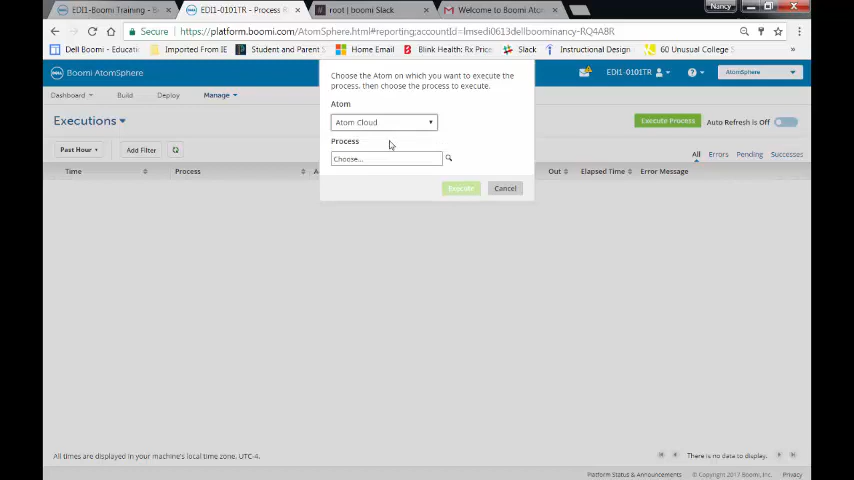 EDI1-Boomi Training - B
EDI1-0101TR - Process R
root | boomi Slack
Welcome to Boomi Ato
Nancy
Secure
https://platform.boomi.com/AtomSphere.html#reporting;accountId=lmsedi0613dellboominancy-RQ4A8R
Dell Boomi - Educati
Imported From IE
Student and Parent S
Home Email
Blink Health: Rx Price
Slack
Instructional Design
60 Unusual College S
»
Boomi AtomSphere
EDI1-0101TR
AtomSphere
Dashboard
Build
Deploy
Manage
Choose the Atom on which you want to execute the
process, then choose the process to execute.
Atom
Atom Cloud
Process
Choose...
Execute
Cancel
Executions
Execute Process
Auto Refresh is Off
Past Hour
Add Filter
All
Errors
Pending
Successes
Time
Process
Out
Elapsed Time
Error Message
All times are displayed in your machine's local time zone, UTC-4.
There is no data to display.
Platform Status & Announcements
© Copyright 2017 Boomi, Inc.
Privacy